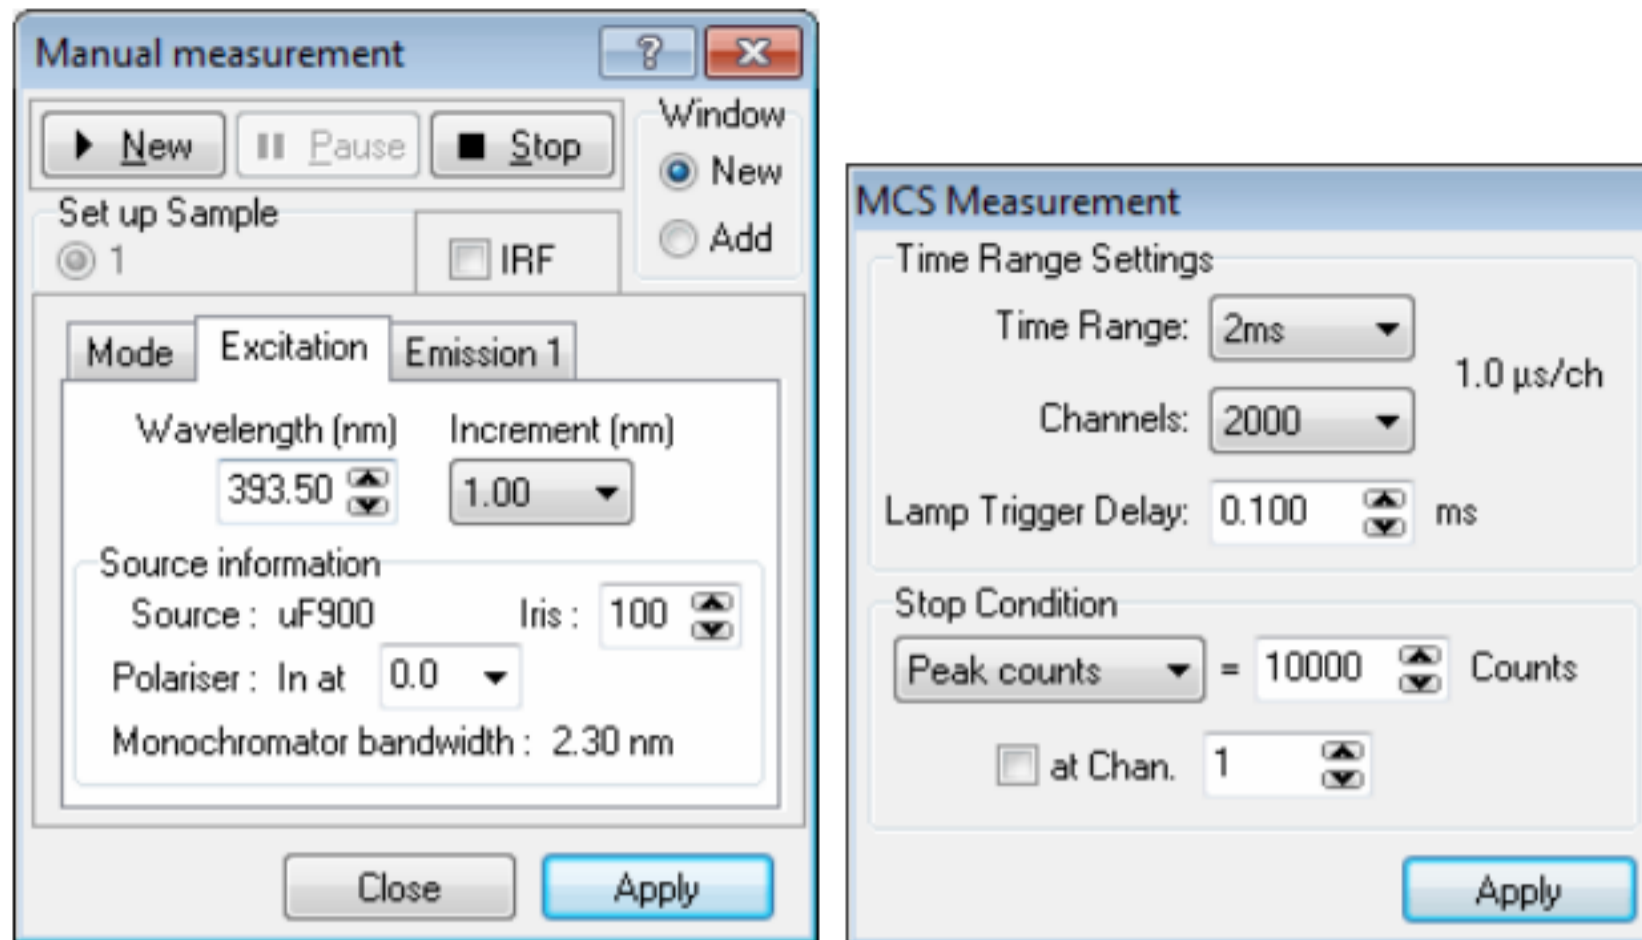 Manual measurement
?
New Pause Stop
Window
New
Add
Set up Sample
1
IRF
Mode Excitation Emission 1
Wavelength (nm) Increment (nm)
393.50 1.00
Source information
Source : uF900 Iris : 100
Polariser : In at 0.0
Monochromator bandwidth : 2.30 nm
Close Apply
MCS Measurement
Time Range Settings
Time Range: 2ms
1.0 µs/ch
Channels: 2000
Lamp Trigger Delay: 0.100 ms
Stop Condition
Peak counts = 10000 Counts
at Chan. 1
Apply